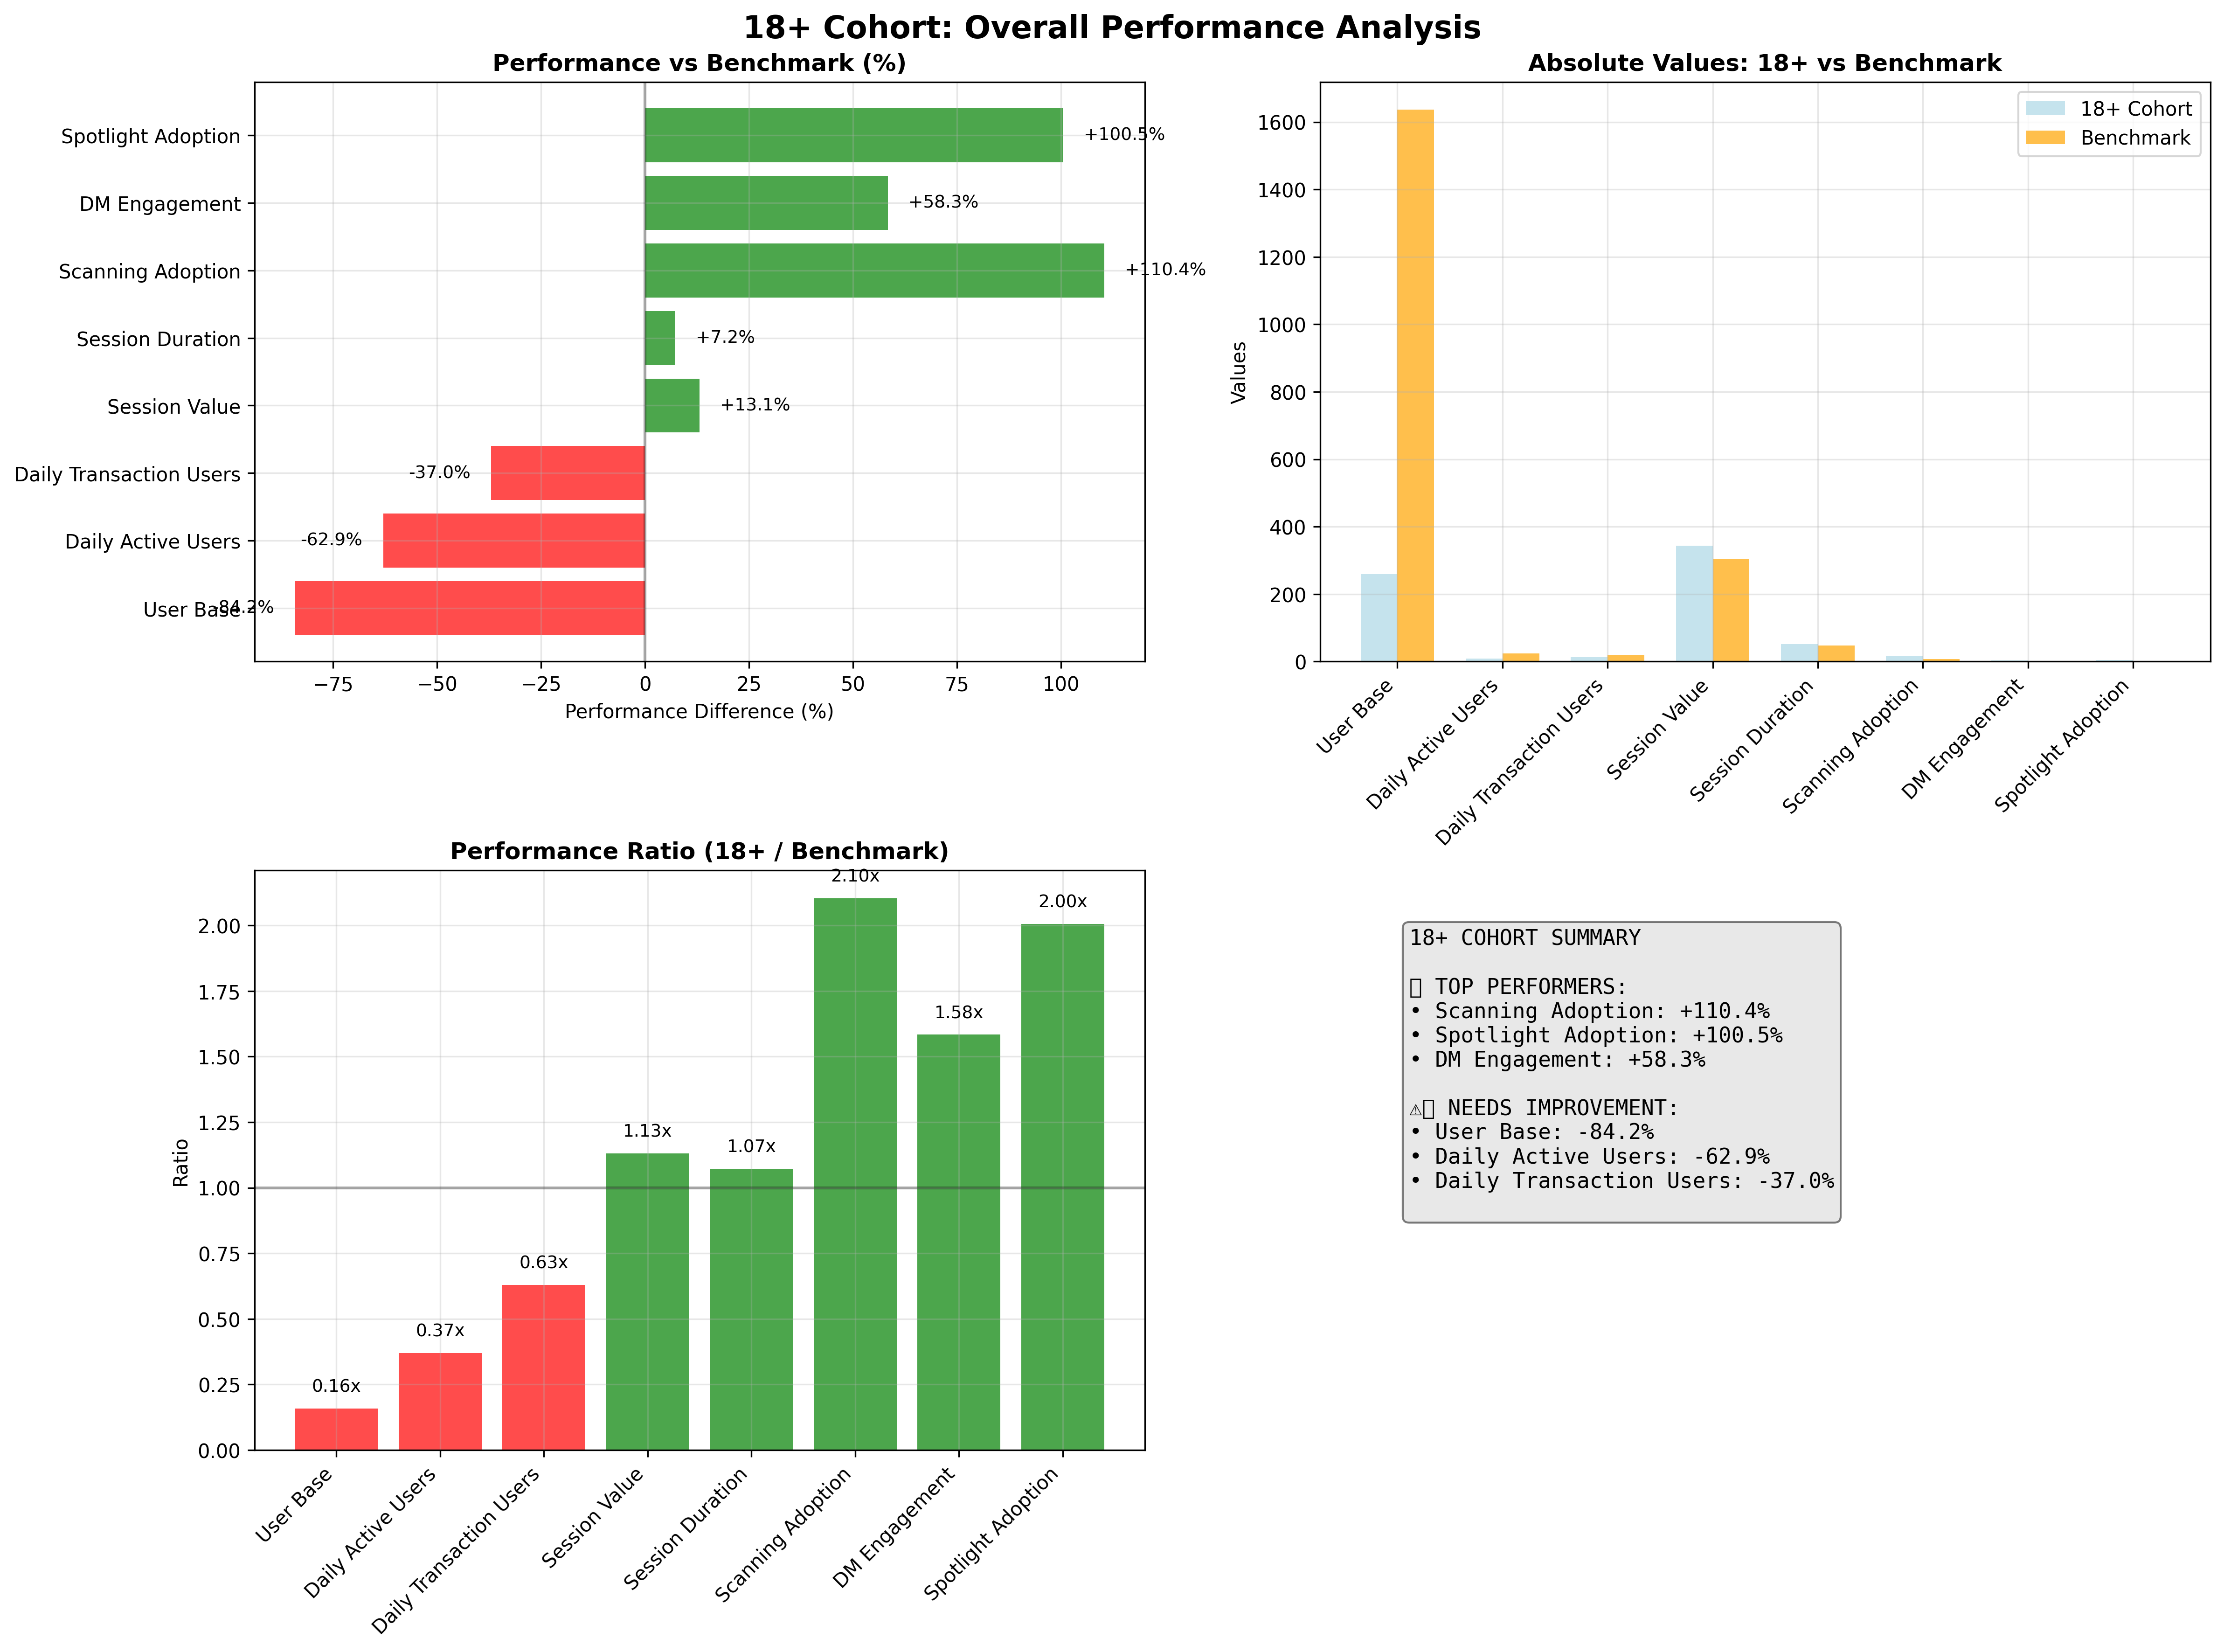 18+ Cohort: Overall Performance Analysis
Performance vs Benchmark (%)
Spotlight Adoption
+100.5%
DM Engagement
+58.3%
Scanning Adoption
+110.4%
Session Duration
+7.2%
Session Value
+13.1%
Daily Transaction Users
-37.0%
Daily Active Users
-62.9%
User Base
-84.2%
−75 −50 −25 0 25 50 75 100
Performance Difference (%)
Absolute Values: 18+ vs Benchmark
18+ Cohort
Benchmark
Values
1600
1400
1200
1000
800
600
400
200
0
User Base
Daily Active Users
Daily Transaction Users
Session Value
Session Duration
Scanning Adoption
DM Engagement
Spotlight Adoption
Performance Ratio (18+ / Benchmark)
Ratio
2.00
1.75
1.50
1.25
1.00
0.75
0.50
0.25
0.00
0.16x
0.37x
0.63x
1.13x
1.07x
2.10x
1.58x
2.00x
User Base
Daily Active Users
Daily Transaction Users
Session Value
Session Duration
Scanning Adoption
DM Engagement
Spotlight Adoption
18+ COHORT SUMMARY
TOP PERFORMERS:
• Scanning Adoption: +110.4%
• Spotlight Adoption: +100.5%
• DM Engagement: +58.3%
⚠ NEEDS IMPROVEMENT:
• User Base: -84.2%
• Daily Active Users: -62.9%
• Daily Transaction Users: -37.0%